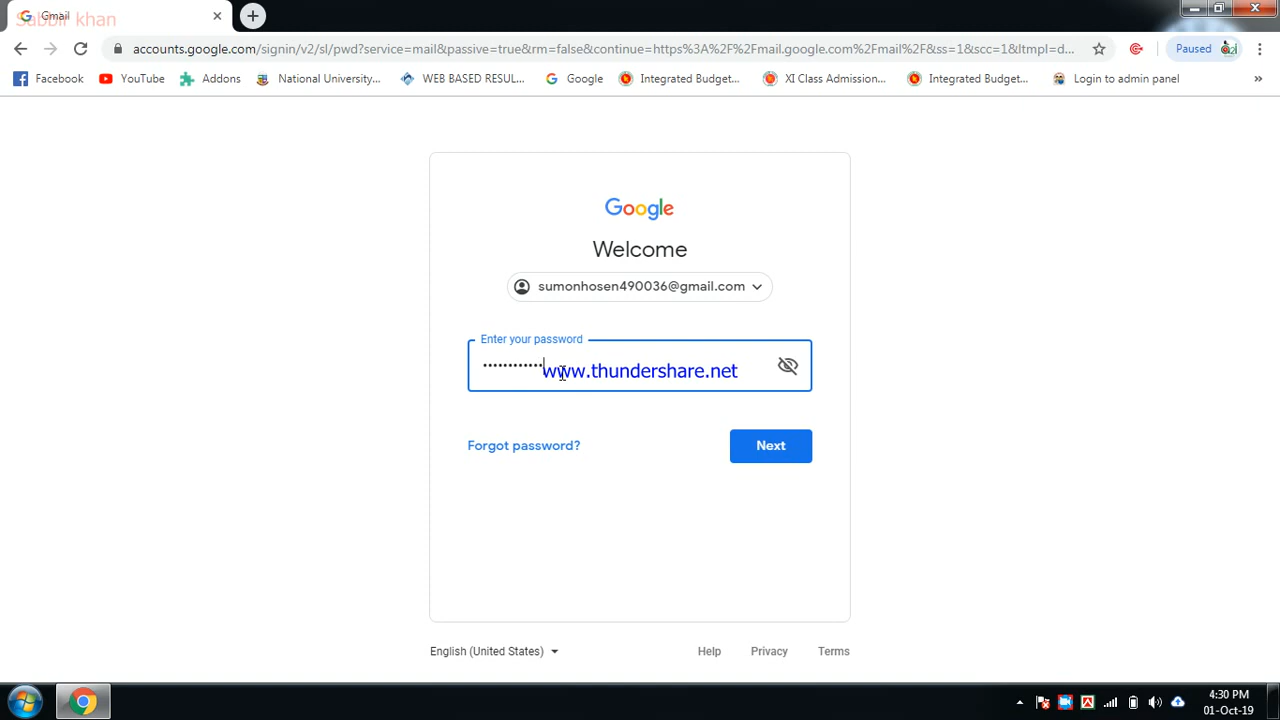 Gmail
Sabbir khan
accounts.google.com/signin/v2/sl/pwd?service=mail&passive=true&rm=false&continue=https%3A%2F%2Fmail.google.com%2Fmail%2F&ss=1&scc=1&ltmpl=d...
Paused
Facebook
YouTube
Addons
National University,...
WEB BASED RESUL...
Google
Integrated Budget...
XI Class Admission...
Integrated Budget...
Login to admin panel
»
Google
Welcome
sumonhosen490036@gmail.com
Enter your password
••••••••••••
www.thundershare.net
Forgot password?
Next
English (United States)
Help
Privacy
Terms
4:30 PM
01-Oct-19